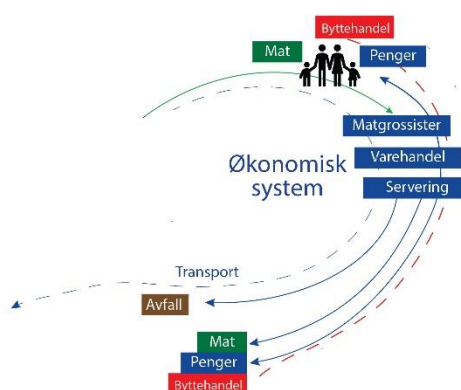 Byttehandel
Mat
Penger
Matgrossister
Varehandel
Økonomisk
system
Servering
Transport
Avfall
Mat
Penger
Byttehandel